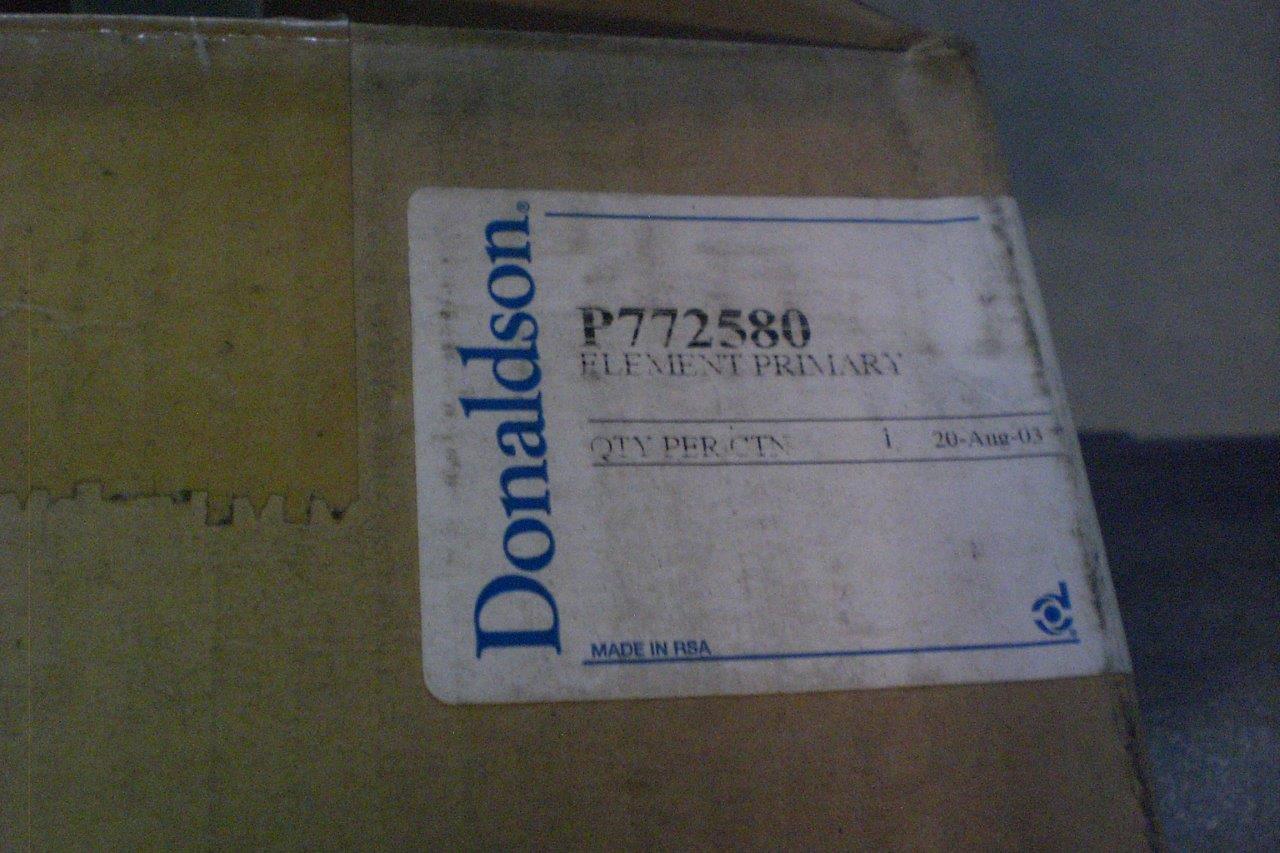 Donaldson®
P772580
ELEMENT PRIMARY
QTY PER CTN 1 20-Aug-03
MADE IN RSA